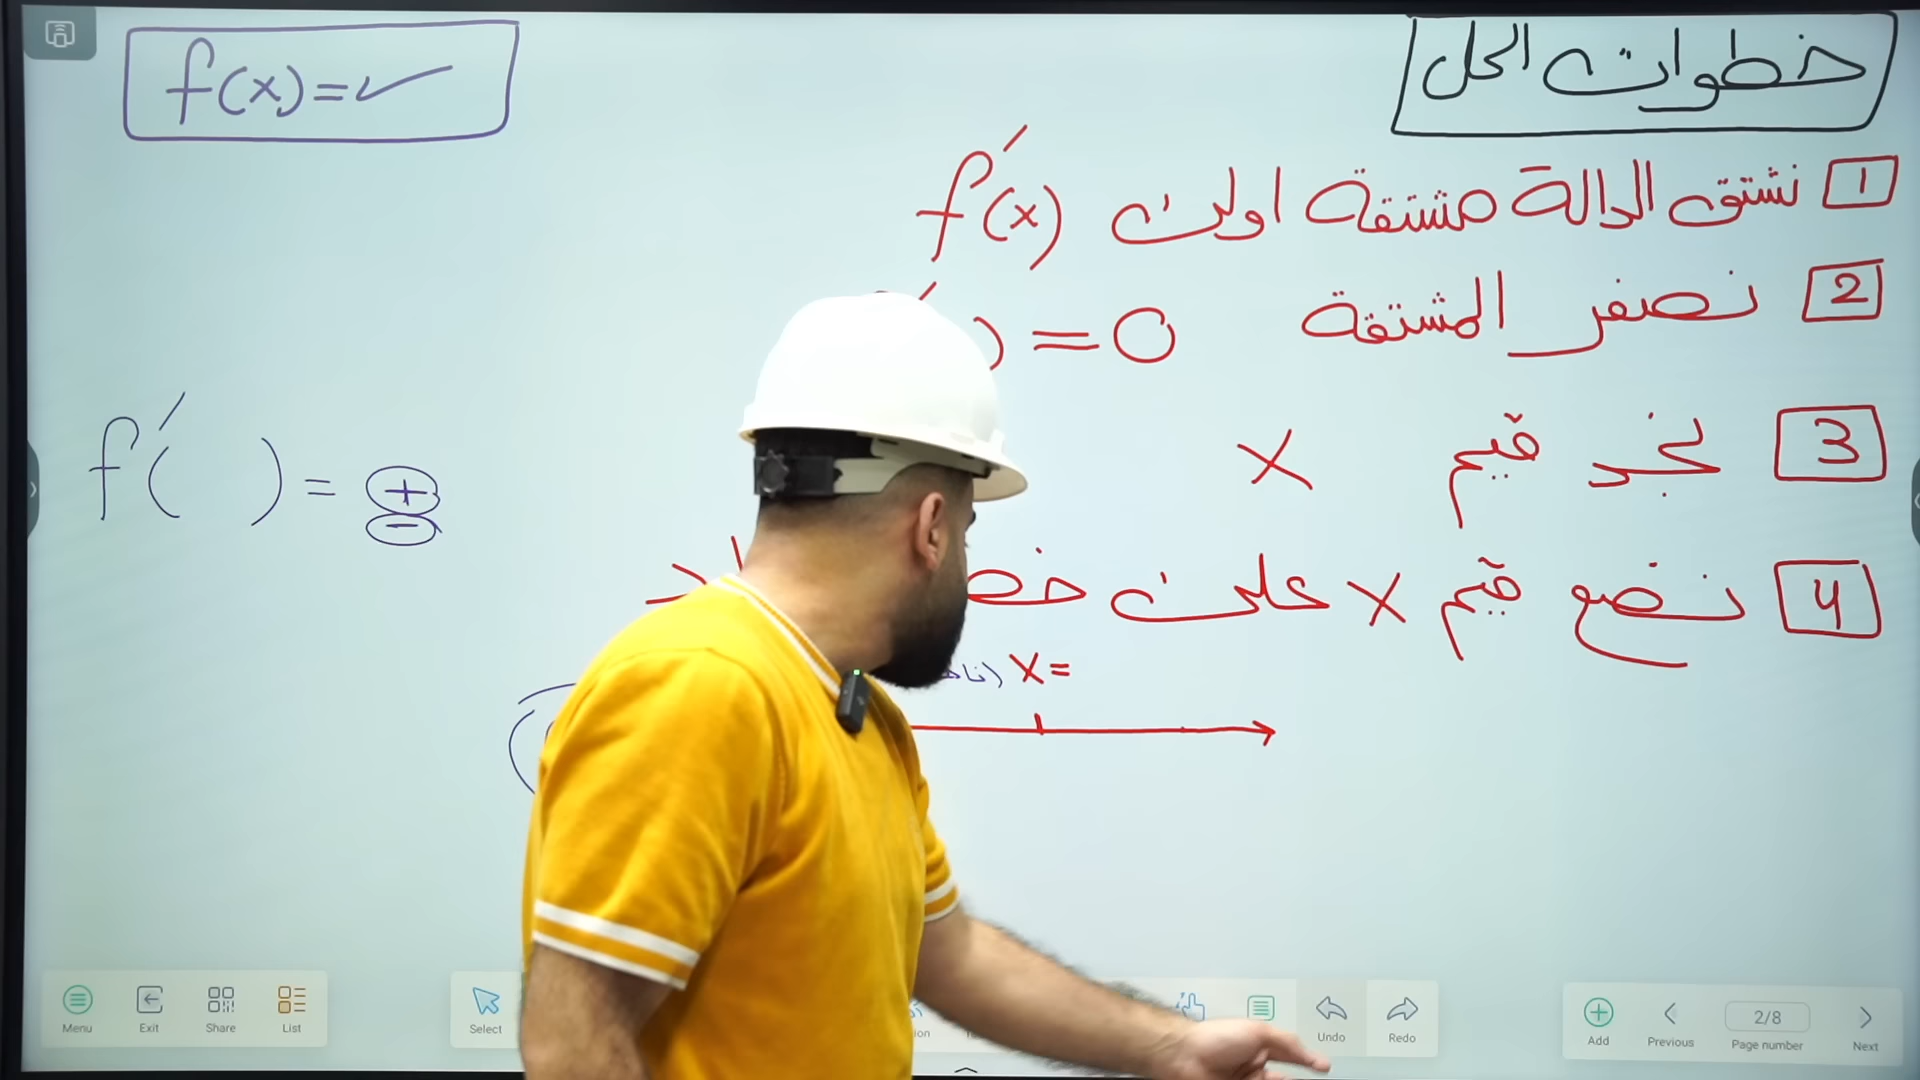 خطوات الحل
f(x)=✓
1 نشتق الدالة مشتقة اولى f′(x)
2 نصفر المشتقة
) = 0
3 نجد قيم X
f′( ) = + −
4 نضع قيم X على
X=
Menu Exit Share List Select Undo Redo Add Previous 2/8 Page number Next